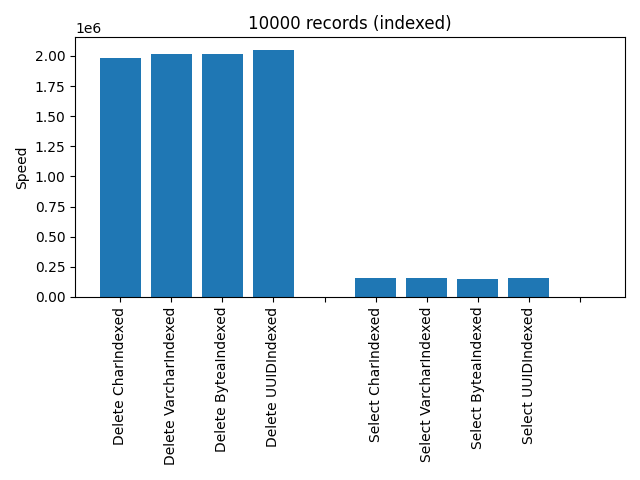 10000 records (indexed)
1e6
2.00
1.75
1.50
1.25
1.00
0.75
0.50
0.25
0.00
Speed
Delete CharIndexed
Delete VarcharIndexed
Delete ByteaIndexed
Delete UUIDIndexed
Select CharIndexed
Select VarcharIndexed
Select ByteaIndexed
Select UUIDIndexed